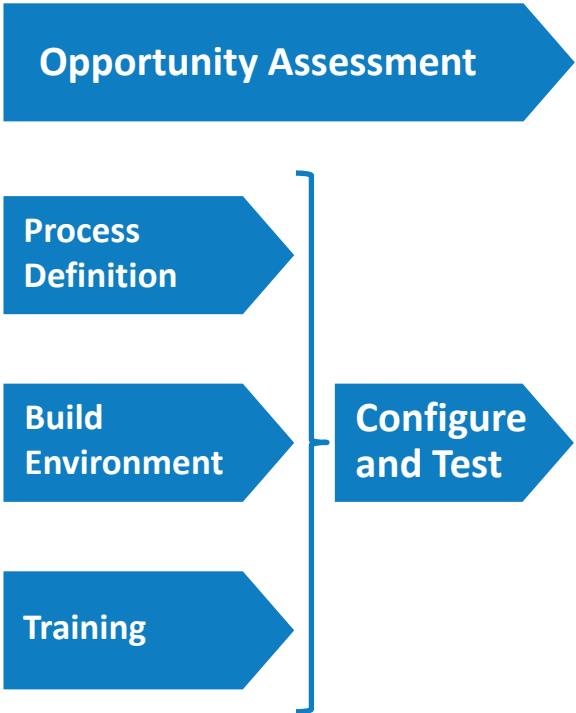 Opportunity Assessment
Process
Definition
Build
Environment
Configure
and Test
Training